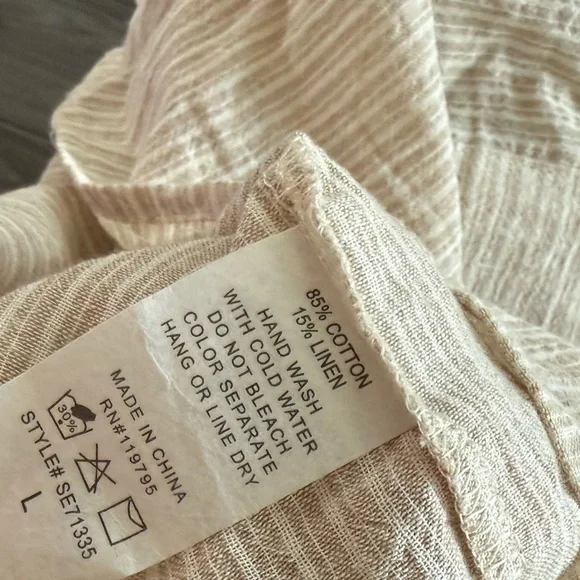 85% COTTON
15% LINEN
HAND WASH
WITH COLD WATER
DO NOT BLEACH
COLOR SEPARATE
HANG OR LINE DRY
MADE IN CHINA
RN#119795
30%
STYLE# SE71335
L